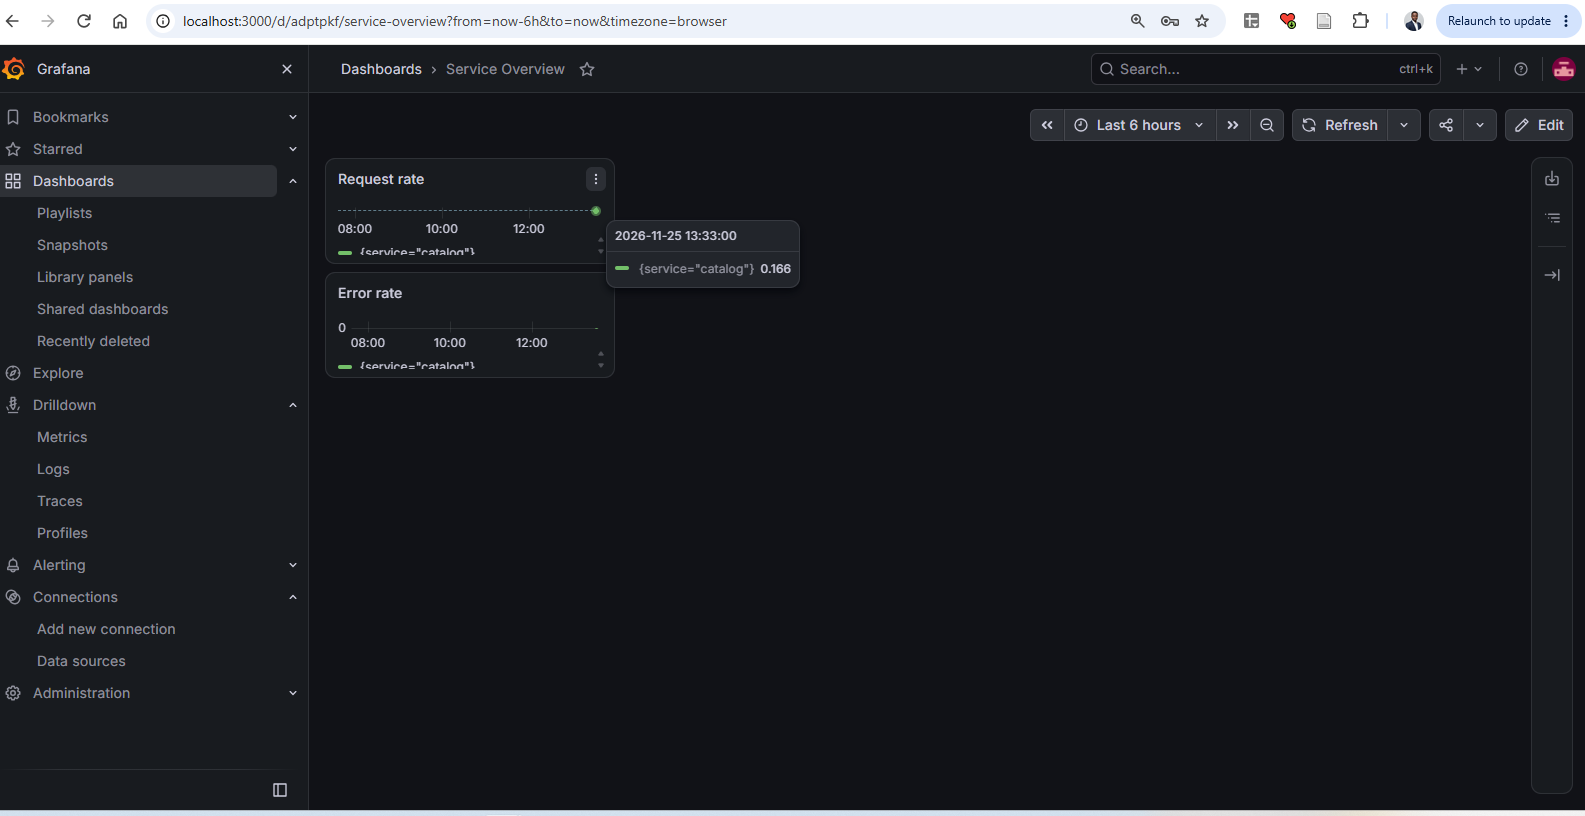 localhost:3000/d/adptpkf/service-overview?from=now-6h&to=now&timezone=browser
Relaunch to update
Grafana
Dashboards › Service Overview
Search...
ctrl+k
Bookmarks
Starred
Dashboards
Playlists
Snapshots
Library panels
Shared dashboards
Recently deleted
Explore
Drilldown
Metrics
Logs
Traces
Profiles
Alerting
Connections
Add new connection
Data sources
Administration
Last 6 hours
Refresh
Edit
Request rate
08:00 10:00 12:00
{service="catalog"}
2026-11-25 13:33:00
{service="catalog"} 0.166
Error rate
0
08:00 10:00 12:00
{service="catalog"}